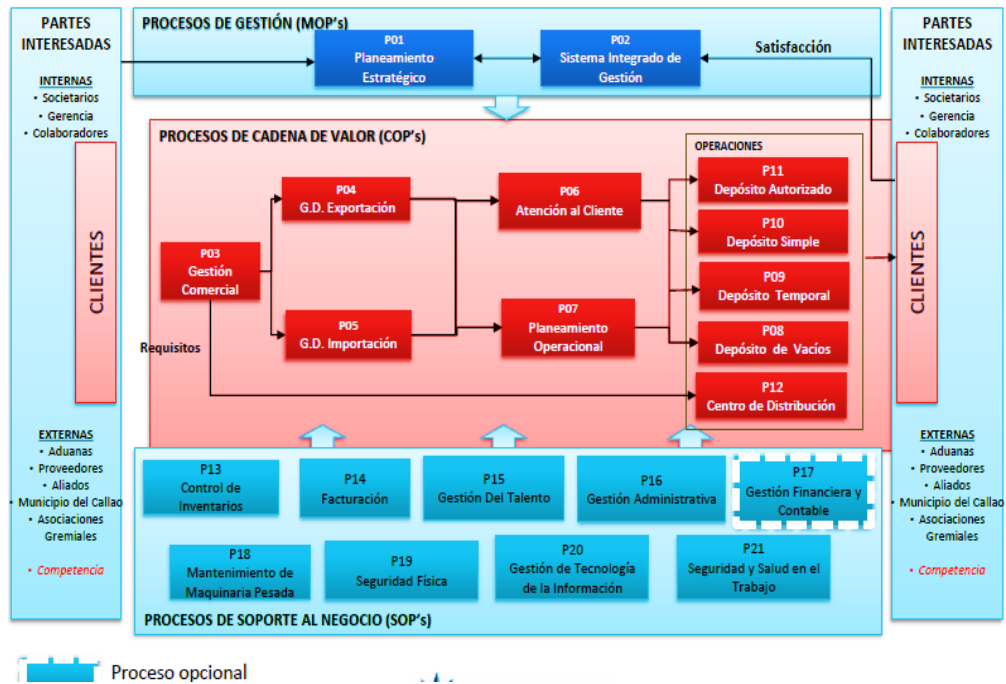 PARTES
INTERESADAS
INTERNAS
• Societarios
• Gerencia
• Colaboradores
CLIENTES
EXTERNAS
• Aduanas
• Proveedores
• Aliados
• Municipio del Callao
• Asociaciones
Gremiales
• Competencia
PROCESOS DE GESTIÓN (MOP's)
P01
Planeamiento
Estratégico
P02
Sistema Integrado de
Gestión
Satisfacción
PROCESOS DE CADENA DE VALOR (COP's)
P03
Gestión
Comercial
Requisitos
P04
G.D. Exportación
P05
G.D. Importación
P06
Atención al Cliente
P07
Planeamiento
Operacional
OPERACIONES
P11
Depósito Autorizado
P10
Depósito Simple
P09
Depósito Temporal
P08
Depósito de Vacíos
P12
Centro de Distribución
P13
Control de
Inventarios
P14
Facturación
P15
Gestión Del Talento
P16
Gestión Administrativa
P17
Gestión Financiera y
Contable
P18
Mantenimiento de
Maquinaria Pesada
P19
Seguridad Física
P20
Gestión de Tecnología
de la Información
P21
Seguridad y Salud en el
Trabajo
PROCESOS DE SOPORTE AL NEGOCIO (SOP's)
PARTES
INTERESADAS
INTERNAS
• Societarios
• Gerencia
• Colaboradores
CLIENTES
EXTERNAS
• Aduanas
• Proveedores
• Aliados
• Municipio del Callao
• Asociaciones
Gremiales
• Competencia
Proceso opcional